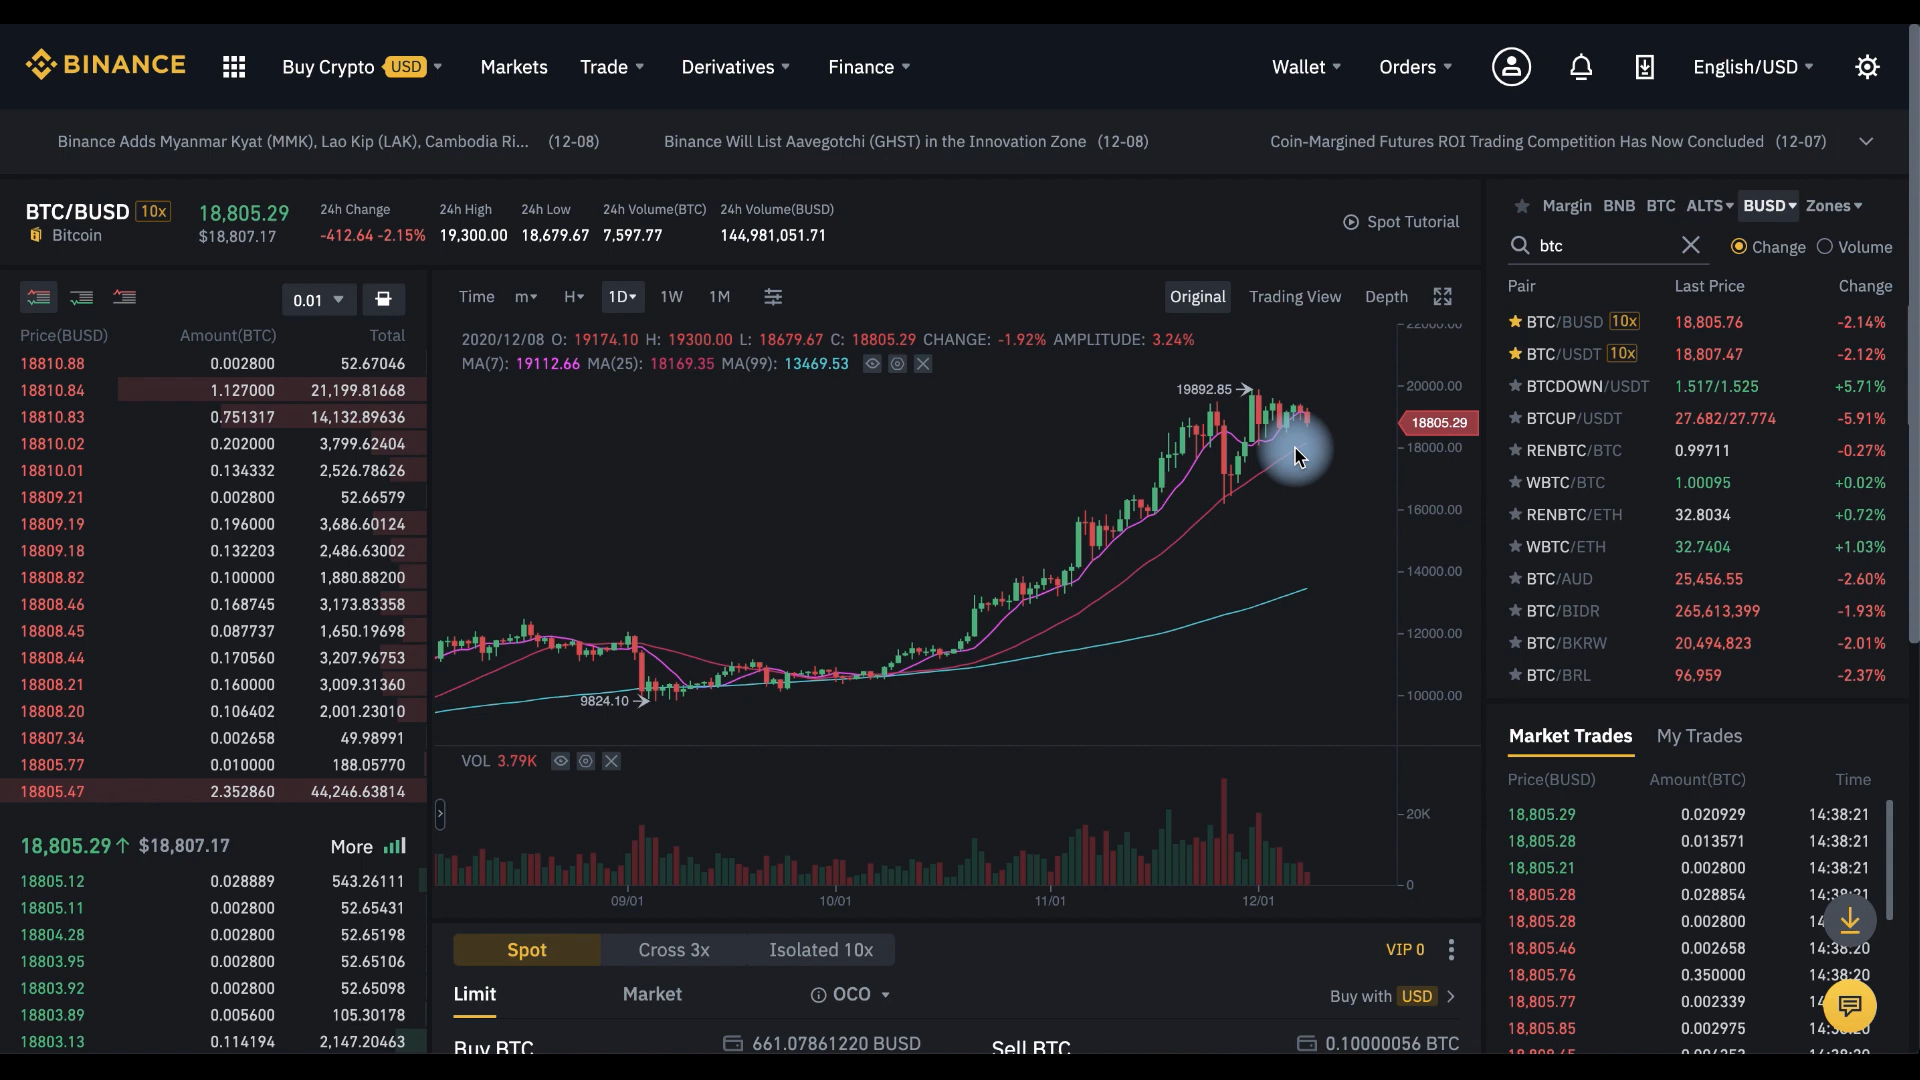 BINANCE Buy Crypto USD Markets Trade Derivatives Finance Wallet Orders English/USD
Binance Adds Myanmar Kyat (MMK), Lao Kip (LAK), Cambodia Ri... (12-08) Binance Will List Aavegotchi (GHST) in the Innovation Zone (12-08) Coin-Margined Futures ROI Trading Competition Has Now Concluded (12-07)
BTC/BUSD 10x 18,805.29 24h Change 24h High 24h Low 24h Volume(BTC) 24h Volume(BUSD)
Bitcoin $18,807.17 -412.64 -2.15% 19,300.00 18,679.67 7,597.77 144,981,051.71
Spot Tutorial
0.01
Price(BUSD) Amount(BTC) Total
18810.88 0.002800 52.67046
18810.84 1.127000 21,199.81668
18810.83 0.751317 14,132.89636
18810.02 0.202000 3,799.62404
18810.01 0.134332 2,526.78626
18809.21 0.002800 52.66579
18809.19 0.196000 3,686.60124
18809.18 0.132203 2,486.63002
18808.82 0.100000 1,880.88200
18808.46 0.168745 3,173.83358
18808.45 0.087737 1,650.19698
18808.44 0.170560 3,207.96753
18808.21 0.160000 3,009.31360
18808.20 0.106402 2,001.23010
18807.34 0.002658 49.98991
18805.77 0.010000 188.05770
18805.47 2.352860 44,246.63814
18,805.29↑ $18,807.17 More
18805.12 0.028889 543.26111
18805.11 0.002800 52.65431
18804.28 0.002800 52.65198
18803.95 0.002800 52.65106
18803.92 0.002800 52.65098
18803.89 0.005600 105.30178
18803.13 0.114194 2,147.20463
Time m H 1D 1W 1M Original Trading View Depth
2020/12/08 O: 19174.10 H: 19300.00 L: 18679.67 C: 18805.29 CHANGE: -1.92% AMPLITUDE: 3.24%
MA(7): 19112.66 MA(25): 18169.35 MA(99): 13469.53
22000.00
19892.85
20000.00
18805.29
18000.00
16000.00
14000.00
12000.00
9824.10
10000.00
VOL 3.79K
20K
0
09/01 10/01 11/01 12/01
Spot Cross 3x Isolated 10x VIP 0
Limit Market OCO Buy with USD
Buy BTC 661.07861220 BUSD Sell BTC 0.10000056 BTC
Margin BNB BTC ALTS BUSD Zones
btc Change Volume
Pair Last Price Change
BTC/BUSD 10x 18,805.76 -2.14%
BTC/USDT 10x 18,807.47 -2.12%
BTCDOWN/USDT 1.517/1.525 +5.71%
BTCUP/USDT 27.682/27.774 -5.91%
RENBTC/BTC 0.99711 -0.27%
WBTC/BTC 1.00095 +0.02%
RENBTC/ETH 32.8034 +0.72%
WBTC/ETH 32.7404 +1.03%
BTC/AUD 25,456.55 -2.60%
BTC/BIDR 265,613,399 -1.93%
BTC/BKRW 20,494,823 -2.01%
BTC/BRL 96,959 -2.37%
Market Trades My Trades
Price(BUSD) Amount(BTC) Time
18,805.29 0.020929 14:38:21
18,805.28 0.013571 14:38:21
18,805.21 0.002800 14:38:21
18,805.28 0.028854 14:38:21
18,805.28 0.002800
18,805.46 0.002658 14:38:20
18,805.76 0.350000 14:38:20
18,805.77 0.002339
18,805.85 0.002975